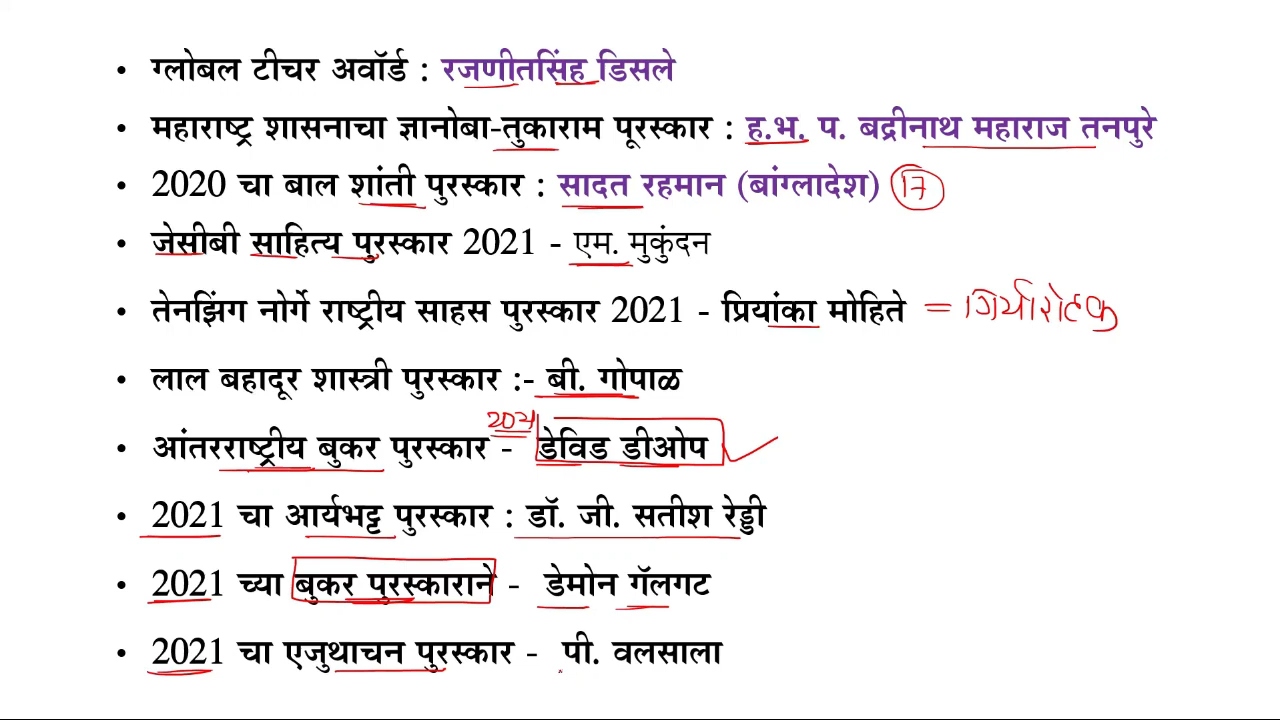 • ग्लोबल टीचर अवॉर्ड : रजणीतसिंह डिसले
• महाराष्ट्र शासनाचा ज्ञानोबा-तुकाराम पूरस्कार : ह.भ. प. बद्रीनाथ महाराज तनपुरे
• 2020 चा बाल शांती पुरस्कार : सादत रहमान (बांग्लादेश) 17
• जेसीबी साहित्य पुरस्कार 2021 - एम. मुकुंदन
• तेनझिंग नोर्गे राष्ट्रीय साहस पुरस्कार 2021 - प्रियांका मोहिते = गिर्यारोहक
• लाल बहादूर शास्त्री पुरस्कार :- बी. गोपाळ
2021
• आंतरराष्ट्रीय बुकर पुरस्कार - डेविड डीओप
• 2021 चा आर्यभट्ट पुरस्कार : डॉ. जी. सतीश रेड्डी
• 2021 च्या बुकर पुरस्काराने - डेमोन गॅलगट
• 2021 चा एजुथाचन पुरस्कार - पी. वलसाला